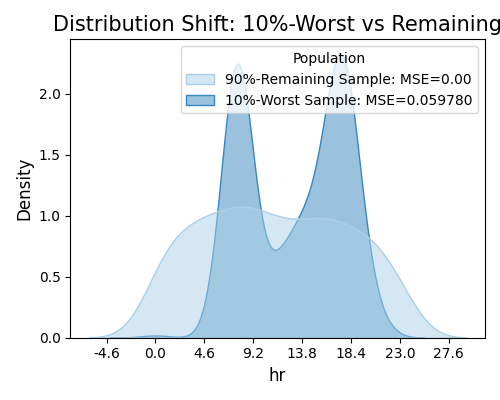 Distribution Shift: 10%-Worst vs Remaining
Population
90%-Remaining Sample: MSE=0.00
10%-Worst Sample: MSE=0.059780
Density
2.0
1.5
1.0
0.5
0.0
-4.6 0.0 4.6 9.2 13.8 18.4 23.0 27.6
hr